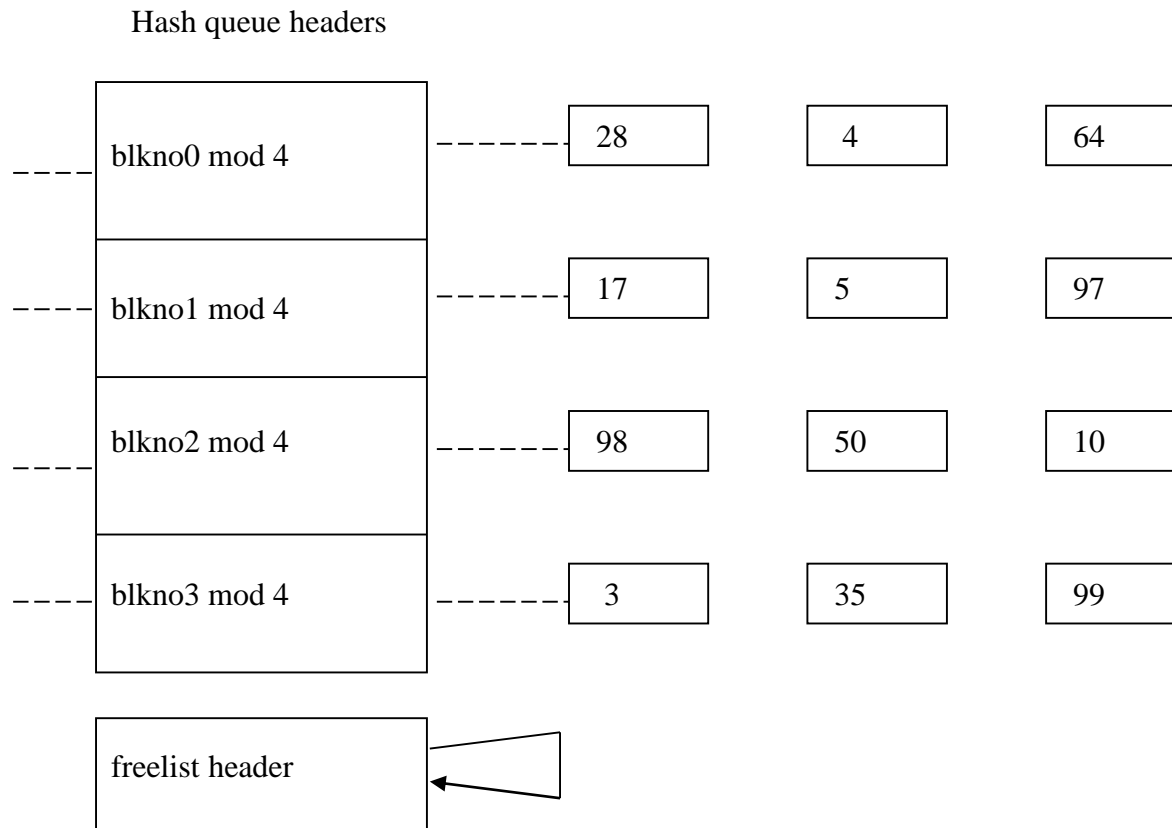 Hash queue headers
blkno0 mod 4
28
4
64
blkno1 mod 4
17
5
97
blkno2 mod 4
98
50
10
blkno3 mod 4
3
35
99
freelist header